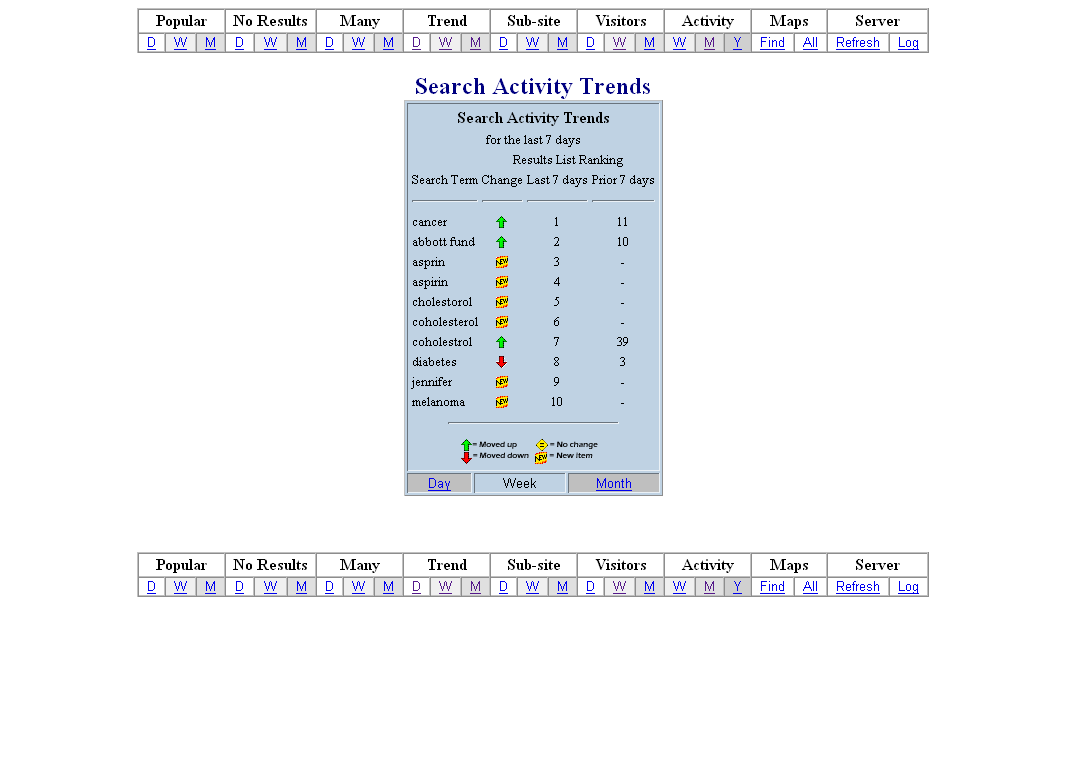 Popular No Results Many Trend Sub-site Visitors Activity Maps Server
D W M D W M D W M D W M D W M D W M W M Y Find All Refresh Log
Search Activity Trends
Search Activity Trends
for the last 7 days
Results List Ranking
Search Term Change Last 7 days Prior 7 days
cancer 1 11
abbott fund 2 10
asprin NEW 3 -
aspirin NEW 4 -
cholestorol NEW 5 -
coholesterol NEW 6 -
coholestrol 7 39
diabetes 8 3
jennifer NEW 9 -
melanoma NEW 10 -
= Moved up = No change
= Moved down NEW = New item
Day Week Month
Popular No Results Many Trend Sub-site Visitors Activity Maps Server
D W M D W M D W M D W M D W M D W M W M Y Find All Refresh Log